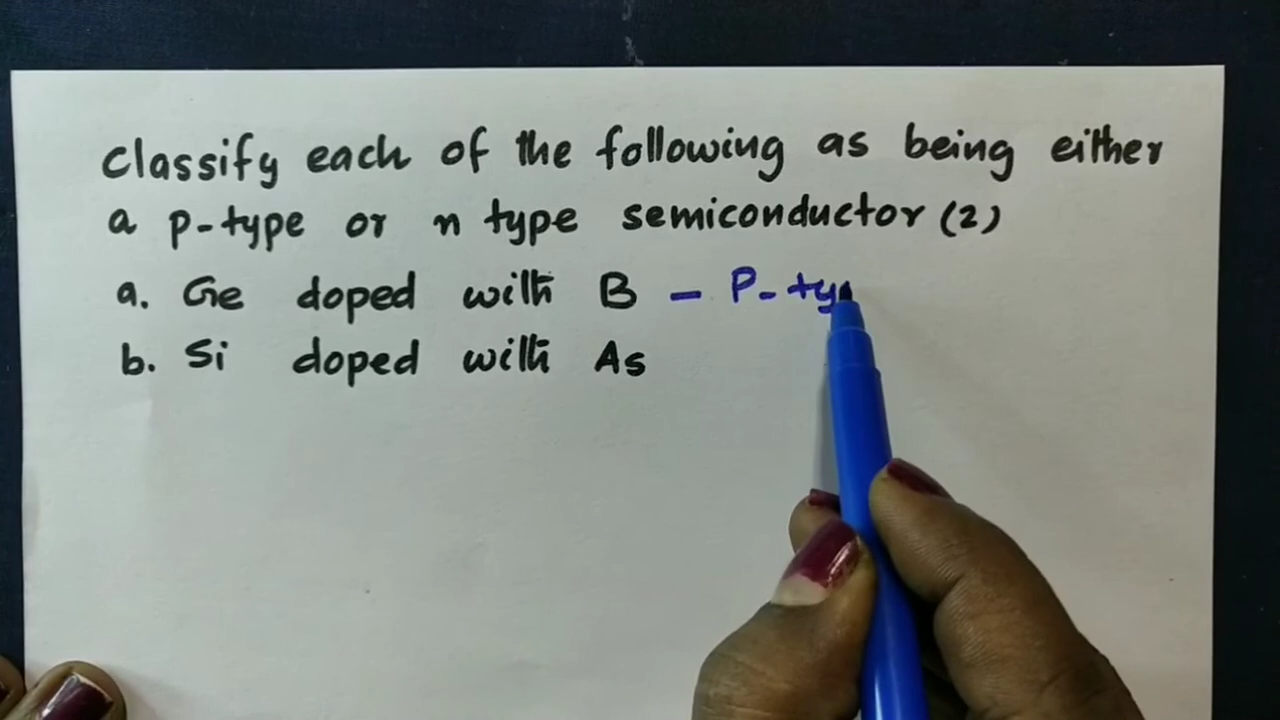 Classify each of the following as being either
a p-type or n type semiconductor (2)
a. Ge doped with B - P-ty
b. Si doped with As